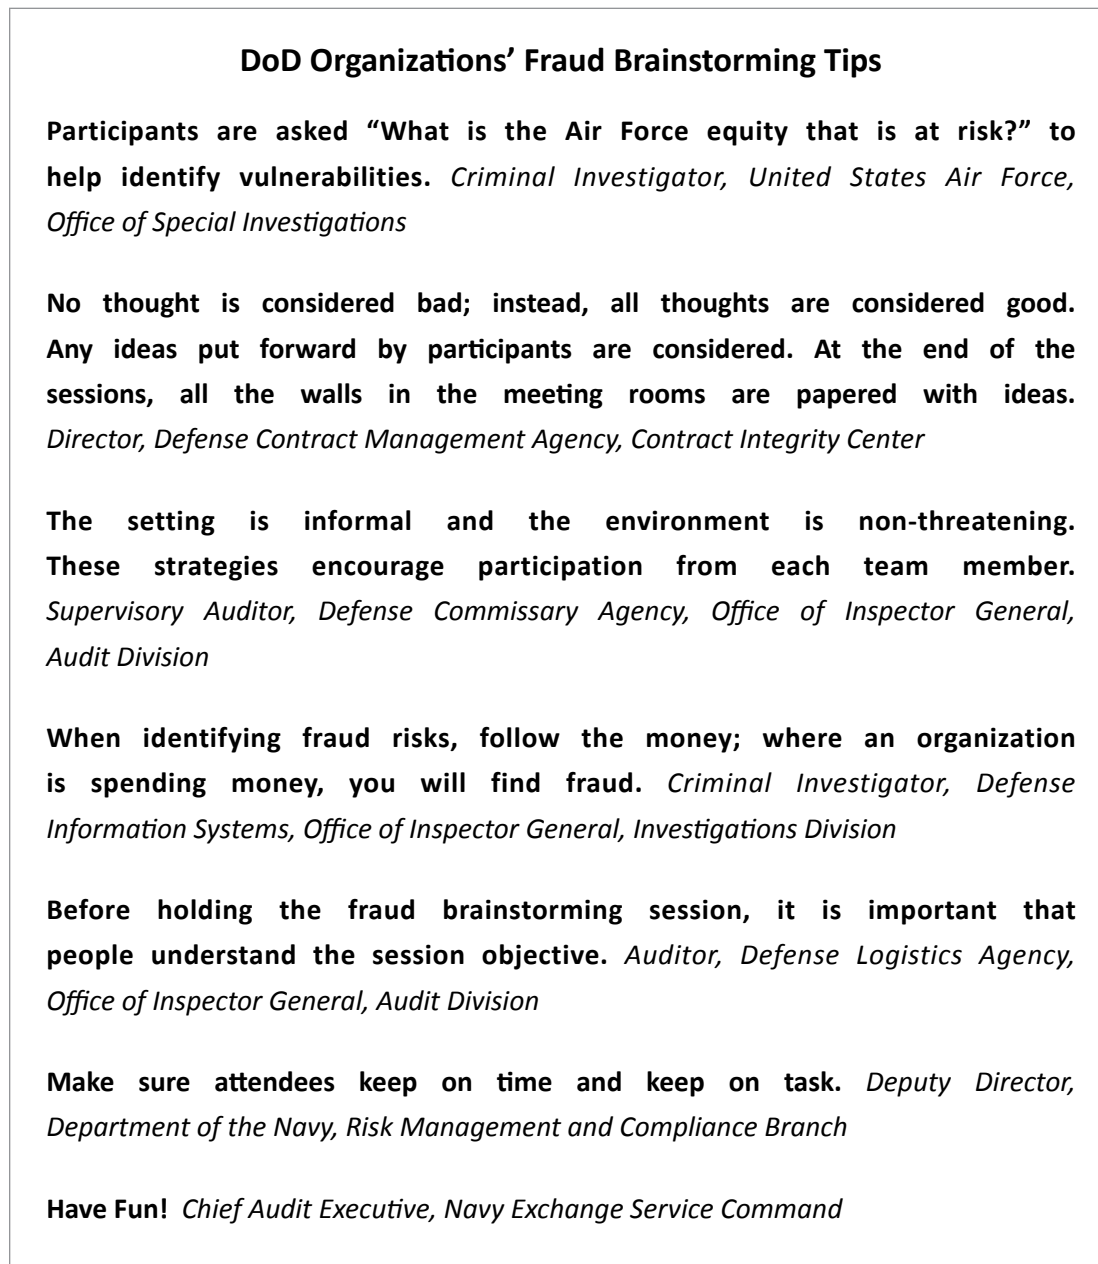 DoD Organizations’ Fraud Brainstorming Tips
Participants are asked “What is the Air Force equity that is at risk?” to
help identify vulnerabilities. Criminal Investigator, United States Air Force,
Office of Special Investigations
No thought is considered bad; instead, all thoughts are considered good.
Any ideas put forward by participants are considered. At the end of the
sessions, all the walls in the meeting rooms are papered with ideas.
Director, Defense Contract Management Agency, Contract Integrity Center
The setting is informal and the environment is non-threatening.
These strategies encourage participation from each team member.
Supervisory Auditor, Defense Commissary Agency, Office of Inspector General,
Audit Division
When identifying fraud risks, follow the money; where an organization
is spending money, you will find fraud. Criminal Investigator, Defense
Information Systems, Office of Inspector General, Investigations Division
Before holding the fraud brainstorming session, it is important that
people understand the session objective. Auditor, Defense Logistics Agency,
Office of Inspector General, Audit Division
Make sure attendees keep on time and keep on task. Deputy Director,
Department of the Navy, Risk Management and Compliance Branch
Have Fun! Chief Audit Executive, Navy Exchange Service Command